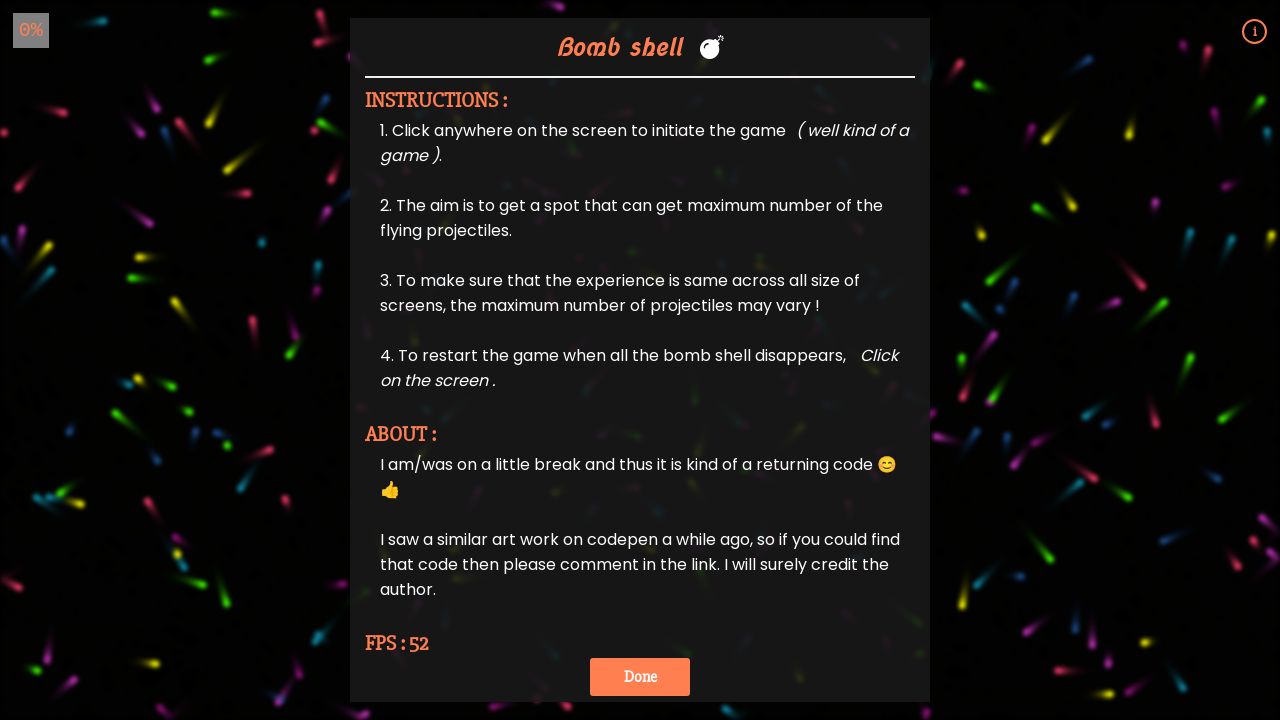 0%
i
Bomb shell 💣
INSTRUCTIONS :
1. Click anywhere on the screen to initiate the game ( well kind of a
game ).
2. The aim is to get a spot that can get maximum number of the
flying projectiles.
3. To make sure that the experience is same across all size of
screens, the maximum number of projectiles may vary !
4. To restart the game when all the bomb shell disappears, Click
on the screen .
ABOUT :
I am/was on a little break and thus it is kind of a returning code 😊
👍
I saw a similar art work on codepen a while ago, so if you could find
that code then please comment in the link. I will surely credit the
author.
FPS : 52
Done